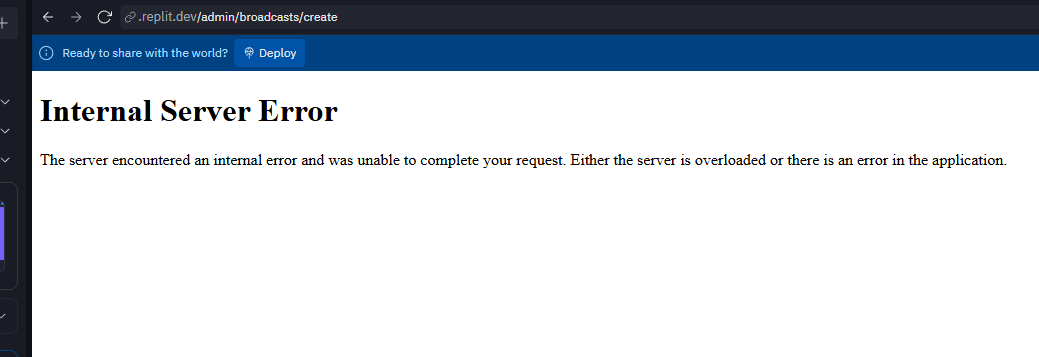 .replit.dev/admin/broadcasts/create
Ready to share with the world? Deploy
Internal Server Error
The server encountered an internal error and was unable to complete your request. Either the server is overloaded or there is an error in the application.